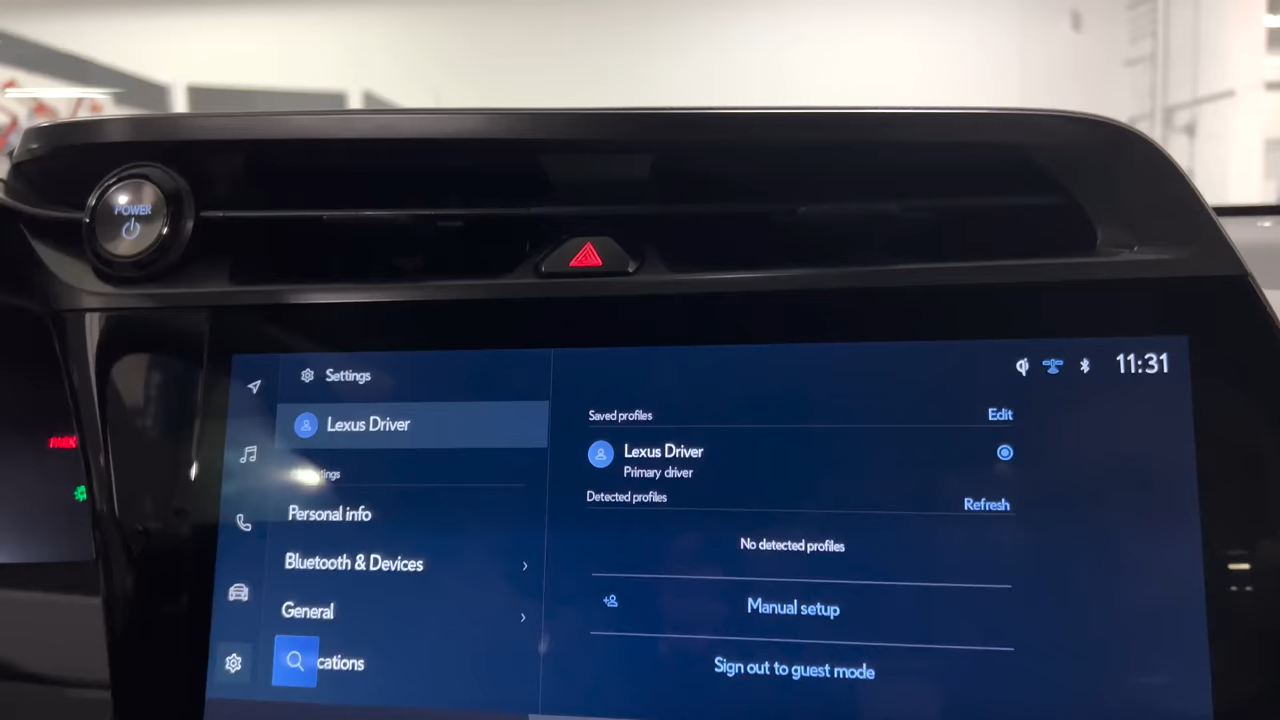 POWER
Settings
11:31
Lexus Driver
Saved profiles
Edit
Lexus Driver
Primary driver
Detected profiles
Refresh
Personal info
No detected profiles
Bluetooth & Devices
Manual setup
General
cations
Sign out to guest mode